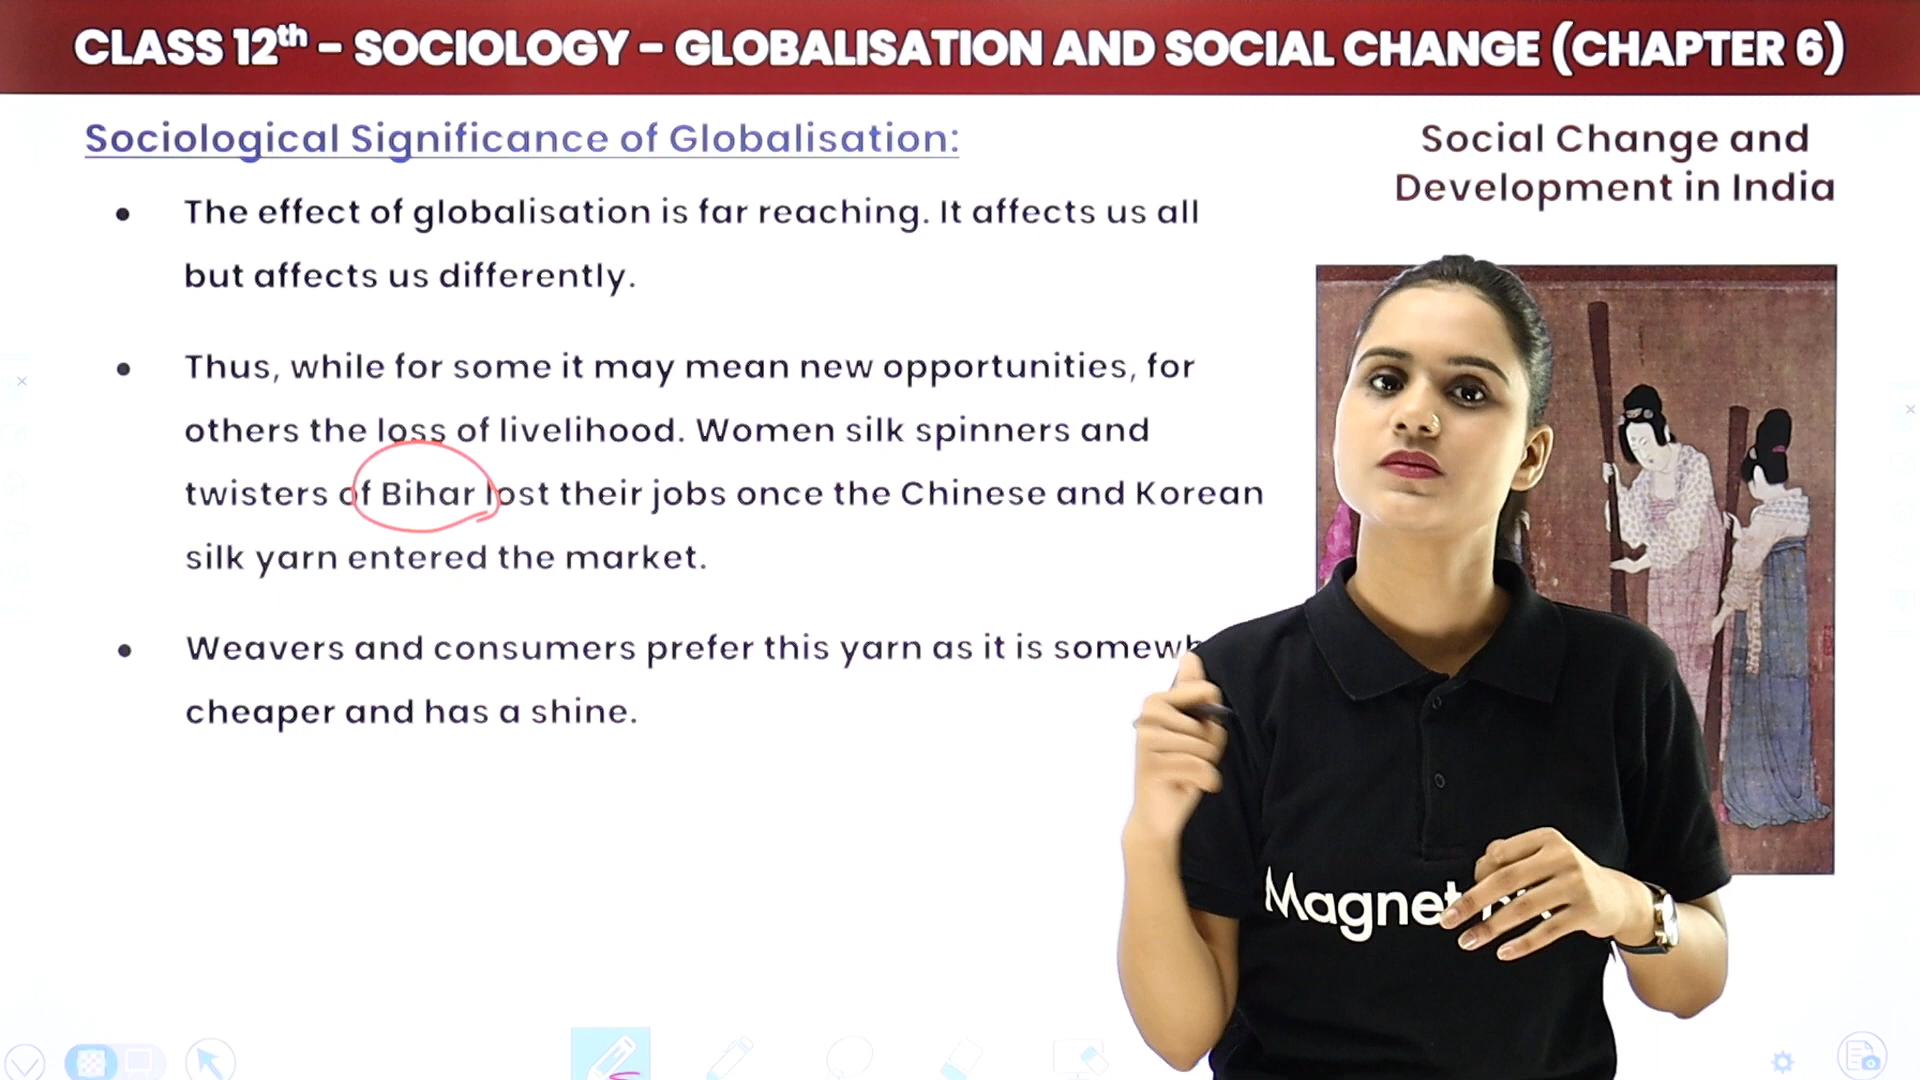 CLASS 12th – SOCIOLOGY – GLOBALISATION AND SOCIAL CHANGE (CHAPTER 6)
Sociological Significance of Globalisation:
Social Change and
Development in India
• The effect of globalisation is far reaching. It affects us all
but affects us differently.
• Thus, while for some it may mean new opportunities, for
others the loss of livelihood. Women silk spinners and
twisters of Bihar lost their jobs once the Chinese and Korean
silk yarn entered the market.
• Weavers and consumers prefer this yarn as it is
cheaper and has a shine.
Magnet